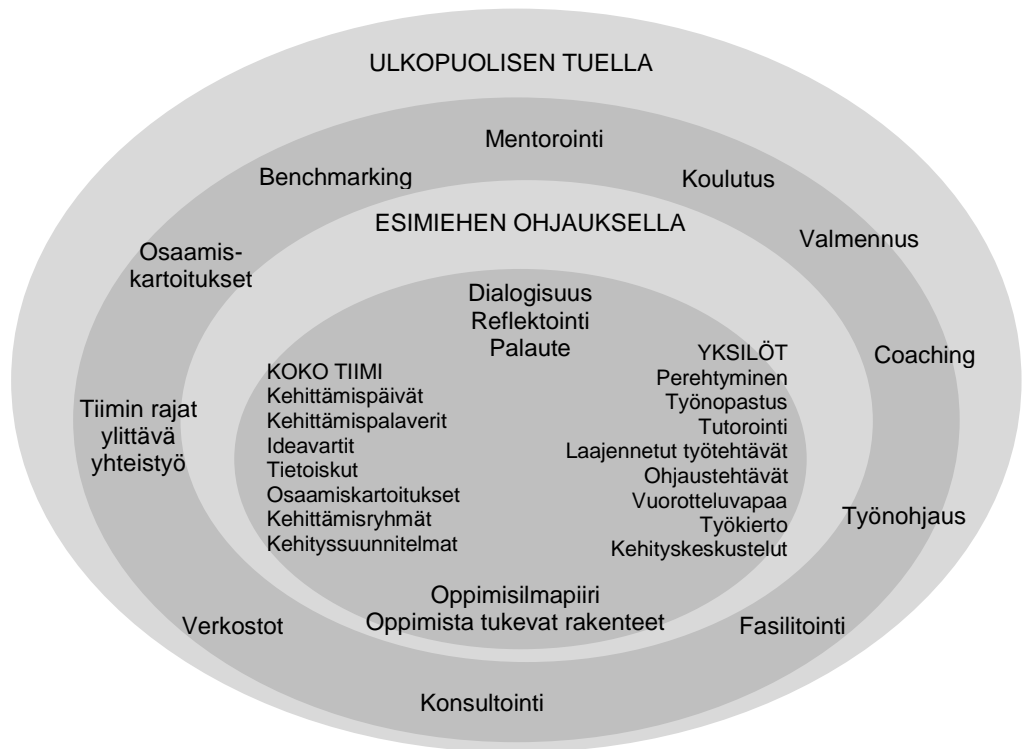 ULKOPUOLISEN TUELLA
Mentorointi
Benchmarking
Koulutus
ESIMIEHEN OHJAUKSELLA
Valmennus
Osaamis-
kartoitukset
Dialogisuus
Reflektointi
Palaute
Coaching
KOKO TIIMI
Kehittämispäivät
Kehittämispalaverit
Ideavartit
Tietoiskut
Osaamiskartoitukset
Kehittämisryhmät
Kehityssuunnitelmat
YKSILÖT
Perehtyminen
Työnopastus
Tutorointi
Laajennetut työtehtävät
Ohjaustehtävät
Vuorotteluvapaa
Työkierto
Kehityskeskustelut
Tiimin rajat
ylittävä
yhteistyö
Työnohjaus
Oppimisilmapiiri
Oppimista tukevat rakenteet
Verkostot
Fasilitointi
Konsultointi